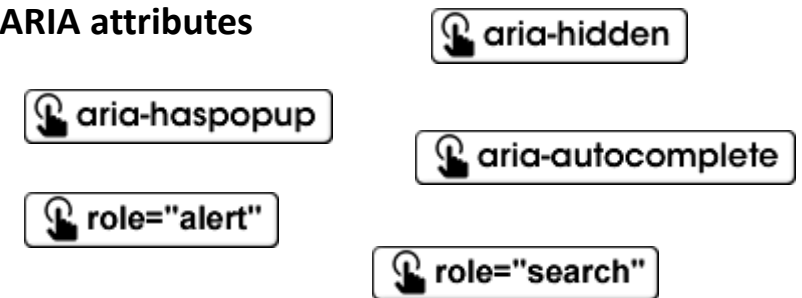 ARIA attributes
aria-hidden
aria-haspopup
aria-autocomplete
role="alert"
role="search"